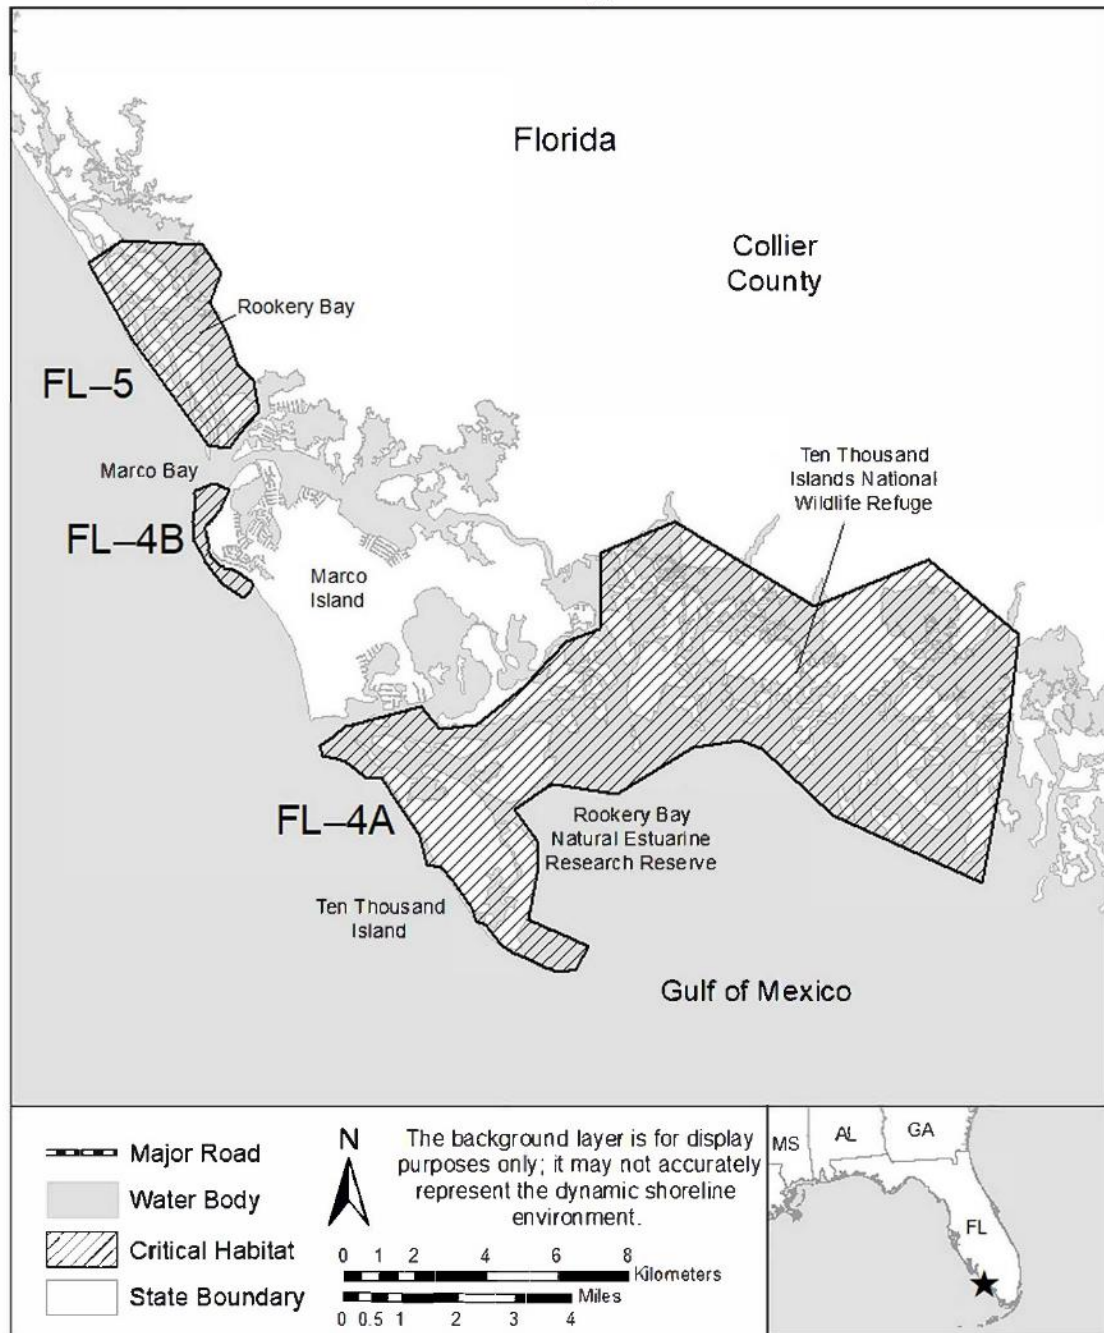 Florida
Collier
County
Rookery Bay
FL–5
Marco Bay
Ten Thousand
Islands National
Wildlife Refuge
FL–4B
Marco
Island
FL–4A
Rookery Bay
Natural Estuarine
Research Reserve
Ten Thousand
Island
Gulf of Mexico
Major Road
Water Body
Critical Habitat
State Boundary
N
The background layer is for display
purposes only; it may not accurately
represent the dynamic shoreline
environment.
0 1 2 4 6 8
Kilometers
Miles
0 0.5 1 2 3 4
MS
AL
GA
FL